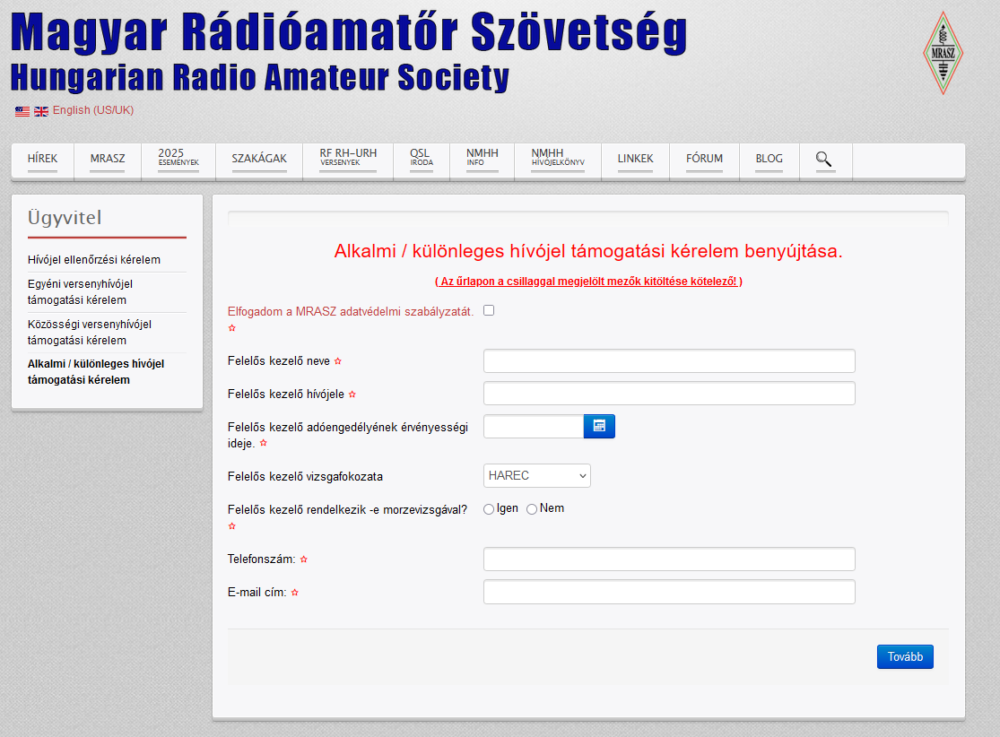 Magyar Rádióamatőr Szövetség
Hungarian Radio Amateur Society
MRASZ
English (US/UK)
HÍREK
MRASZ
2025
ESEMÉNYEK
SZAKÁGAK
RF RH-URH
VERSENYEK
QSL
IRODA
NMHH
INFO
NMHH
HÍVÓJELKÖNYV
LINKEK
FÓRUM
BLOG
Ügyvitel
Hívójel ellenőrzési kérelem
Egyéni versenyhívójel
támogatási kérelem
Közösségi versenyhívójel
támogatási kérelem
Alkalmi / különleges hívójel
támogatási kérelem
Alkalmi / különleges hívójel támogatási kérelem benyújtása.
( Az űrlapon a csillaggal megjelölt mezők kitöltése kötelező! )
Elfogadom a MRASZ adatvédelmi szabályzatát.
Felelős kezelő neve
Felelős kezelő hívójele
Felelős kezelő adóengedélyének érvényességi
ideje.
Felelős kezelő vizsgafokozata
HAREC
Felelős kezelő rendelkezik -e morzevizsgával?
Igen
Nem
Telefonszám:
E-mail cím:
Tovább